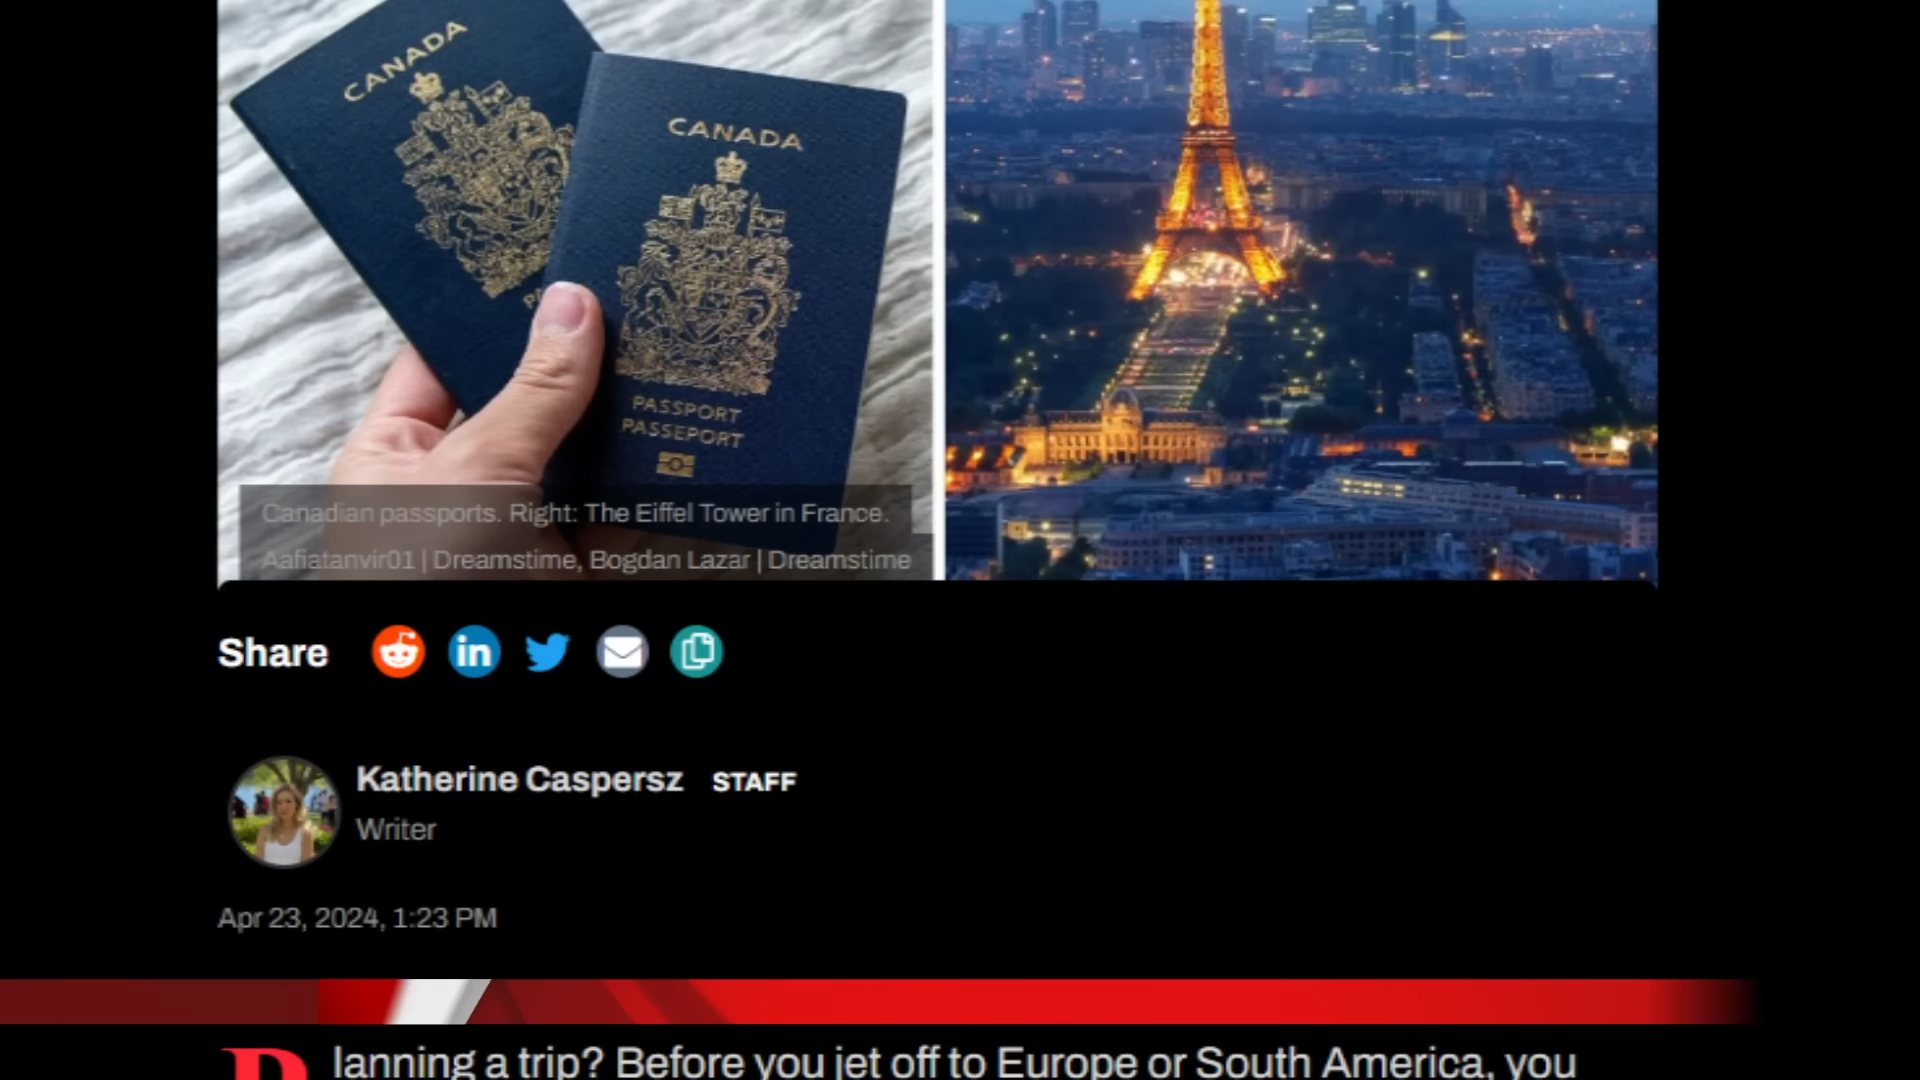 CANADA
CANADA
PASSPORT
PASSEPORT
Canadian passports. Right: The Eiffel Tower in France.
Aafiatanvir01 | Dreamstime, Bogdan Lazar | Dreamstime
Share
in
Katherine Caspersz STAFF
Writer
Apr 23, 2024, 1:23 PM
Planning a trip? Before you jet off to Europe or South America, you